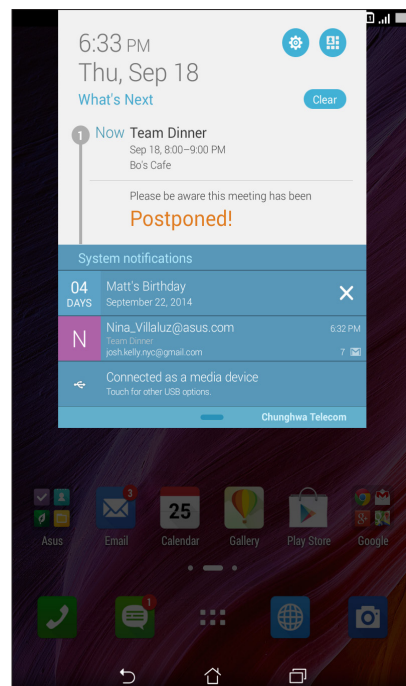 6:33 PM
Thu, Sep 18
What's Next
Clear
1 Now Team Dinner
Sep 18, 8:00–9:00 PM
Bo's Cafe
Please be aware this meeting has been
Postponed!
System notifications
04 Matt's Birthday
DAYS September 22, 2014
N Nina_Villaluz@asus.com 6:32 PM
Team Dinner
josh.kelly.nyc@gmail.com 7
Connected as a media device
Touch for other USB options.
Chunghwa Telecom
3
25
Asus Email Calendar Gallery Play Store Google
1